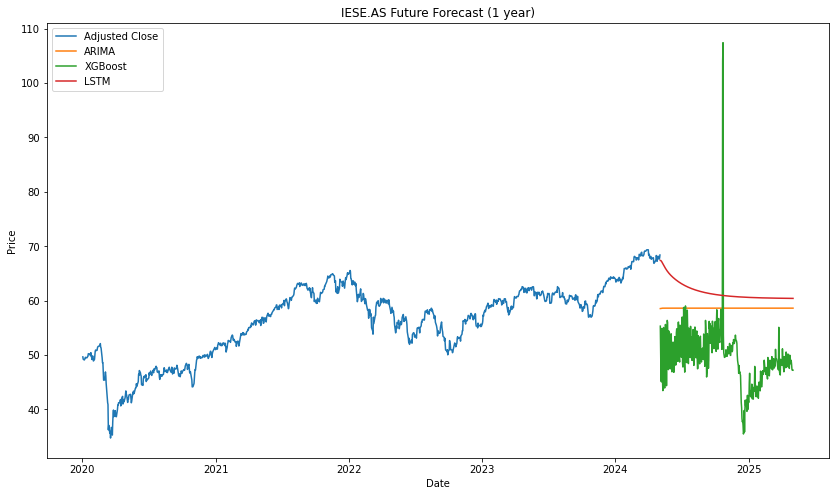 IESE.AS Future Forecast (1 year)
Adjusted Close
ARIMA
XGBoost
LSTM
110
100
90
80
70
60
50
40
Price
2020
2021
2022
2023
2024
2025
Date